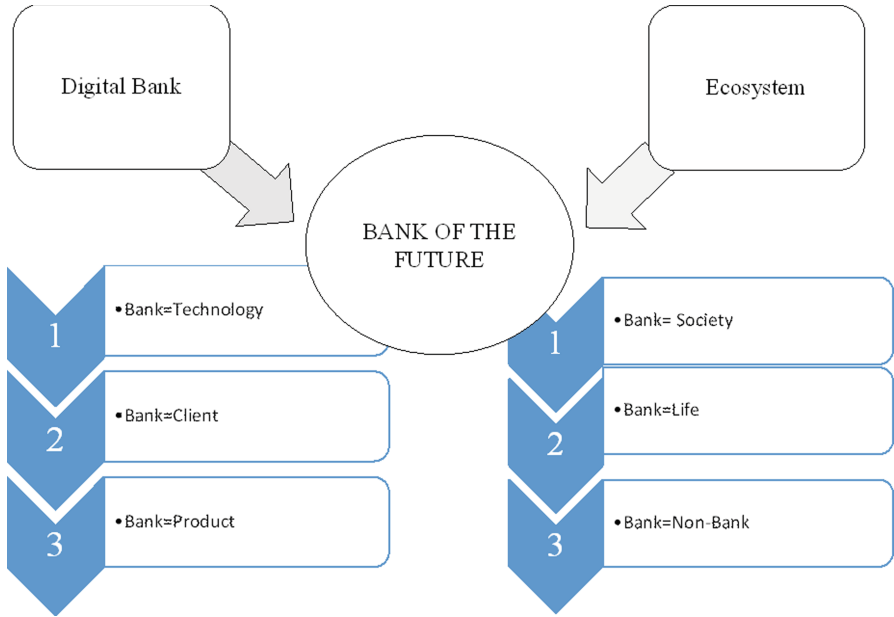 Digital Bank
Ecosystem
BANK OF THE
FUTURE
1
•Bank=Technology
2
•Bank=Client
3
•Bank=Product
1
•Bank= Society
2
•Bank=Life
3
•Bank=Non-Bank